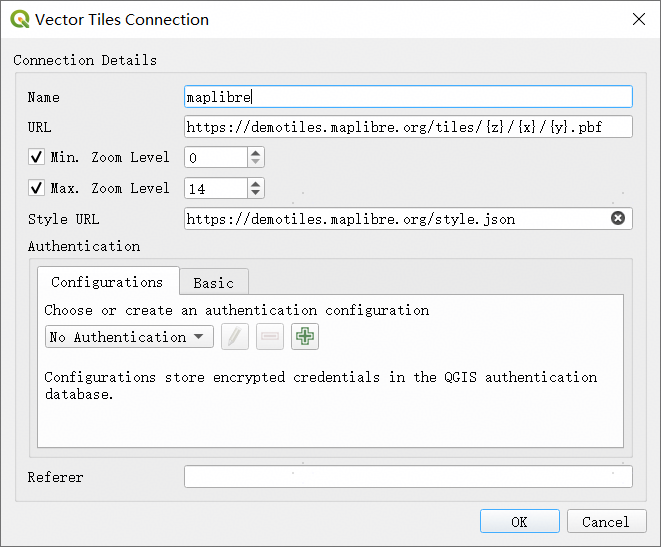 Vector Tiles Connection
Connection Details
Name maplibre
URL https://demotiles.maplibre.org/tiles/{z}/{x}/{y}.pbf
Min. Zoom Level 0
Max. Zoom Level 14
Style URL https://demotiles.maplibre.org/style.json
Authentication
Configurations Basic
Choose or create an authentication configuration
No Authentication
Configurations store encrypted credentials in the QGIS authentication
database.
Referer
OK Cancel